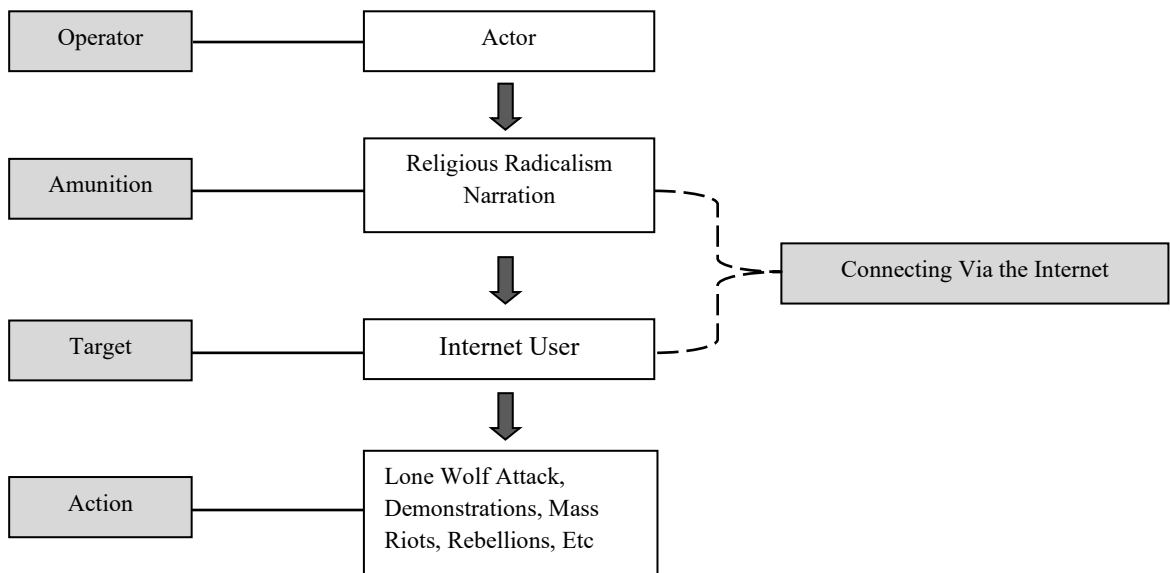 Operator
Actor
Amunition
Religious Radicalism
Narration
Connecting Via the Internet
Target
Internet User
Action
Lone Wolf Attack,
Demonstrations, Mass
Riots, Rebellions, Etc